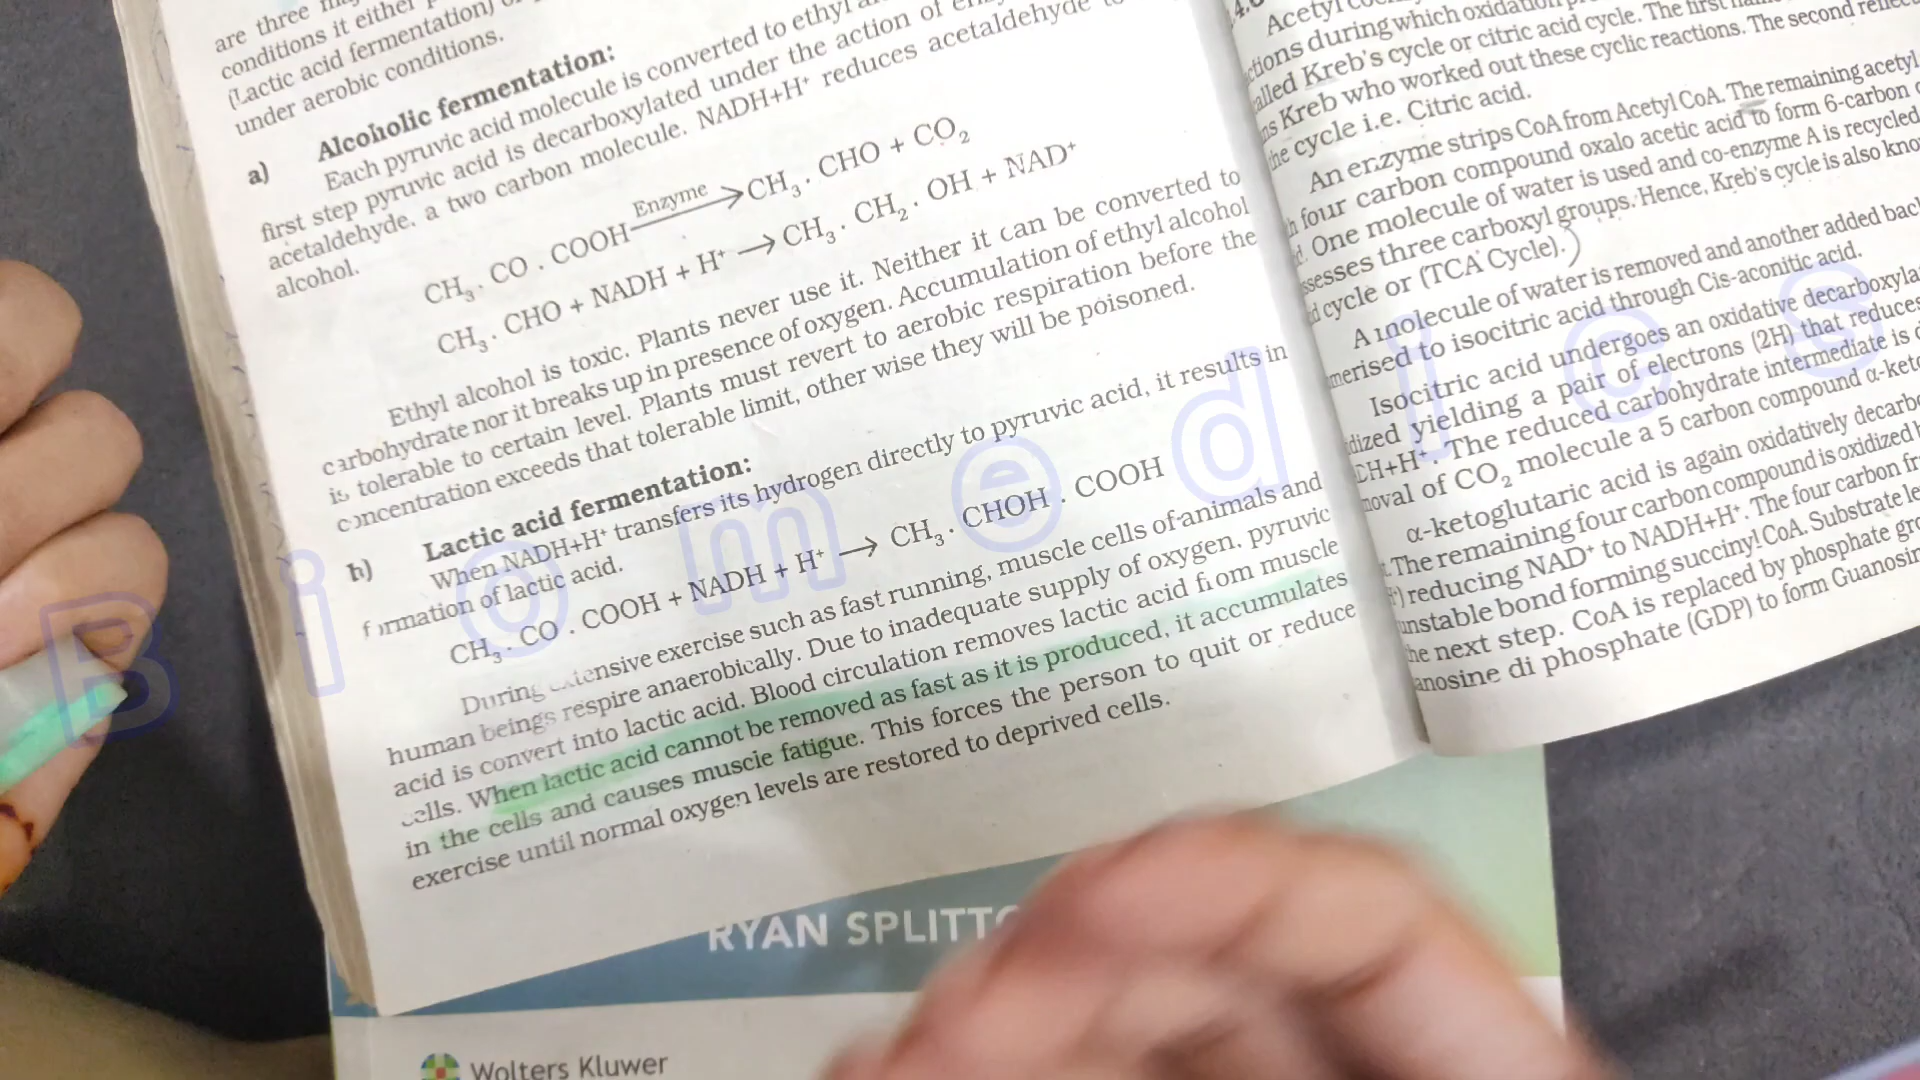 are three
conditions it either
(Lactic acid fermentation)
under aerobic conditions.
a) Alcoholic fermentation:
Each pyruvic acid molecule is converted to ethyl
first step pyruvic acid is decarboxylated under the action of
acetaldehyde, a two carbon molecule. NADH+H⁺ reduces acetaldehyde
alcohol.
CH₃ . CO . COOH Enzyme → CH₃ . CHO + CO₂
CH₃ . CHO + NADH + H⁺ → CH₃ . CH₂ . OH + NAD⁺
Ethyl alcohol is toxic. Plants never use it. Neither it can be converted to
carbohydrate nor it breaks up in presence of oxygen. Accumulation of ethyl alcohol
is tolerable to certain level. Plants must revert to aerobic respiration before the
concentration exceeds that tolerable limit, other wise they will be poisoned.
b) Lactic acid fermentation:
When NADH+H⁺ transfers its hydrogen directly to pyruvic acid, it results in
formation of lactic acid.
CH₃ . CO . COOH + NADH + H⁺ → CH₃ . CHOH . COOH
During extensive exercise such as fast running, muscle cells of animals and
human beings respire anaerobically. Due to inadequate supply of oxygen, pyruvic
acid is convert into lactic acid. Blood circulation removes lactic acid from muscle
cells. When lactic acid cannot be removed as fast as it is produced, it accumulates
in the cells and causes muscle fatigue. This forces the person to quit or reduce
exercise until normal oxygen levels are restored to deprived cells.
Acetyl
during which oxidation
Kreb's cycle or citric acid cycle. The first
Kreb who worked out these cyclic reactions. The second
cycle i.e. Citric acid.
An enzyme strips CoA from Acetyl CoA. The remaining acetyl
four carbon compound oxalo acetic acid to form 6-carbon
One molecule of water is used and co-enzyme A is recycled
three carboxyl groups. Hence, Kreb's cycle is also
cycle or (TCA Cycle).)
A molecule of water is removed and another added
to isocitric acid through Cis-aconitic acid.
Isocitric acid undergoes an oxidative
yielding a pair of electrons (2H) that reduces
+H⁺. The reduced carbohydrate intermediate is
of CO₂ molecule a 5 carbon compound
α-ketoglutaric acid is again oxidatively
The remaining four carbon compound is oxidized
reducing NAD⁺ to NADH+H⁺. The four carbon
unstable bond forming succinyl CoA. Substrate
the next step. CoA is replaced by phosphate
di phosphate (GDP) to form
Biomedics
RYAN
Wolters Kluwer